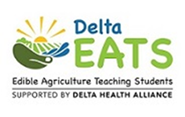 Delta
EATS
Edible Agriculture Teaching Students
SUPPORTED BY DELTA HEALTH ALLIANCE